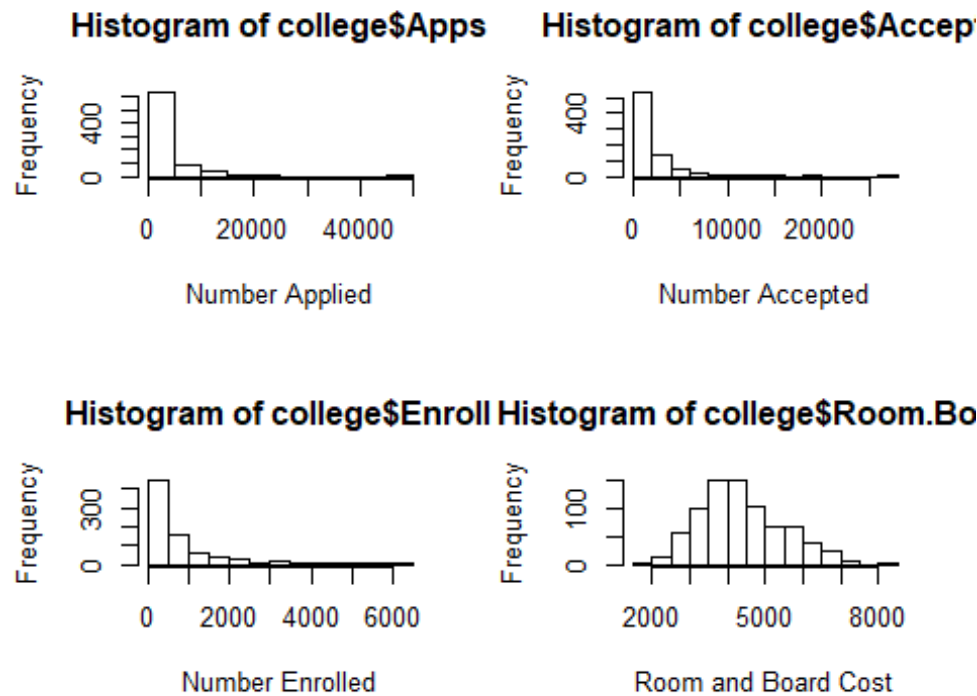 Histogram of college$Apps
Frequency
0 400
0 20000 40000
Number Applied
Histogram of college$Accept
Frequency
0 400
0 10000 20000
Number Accepted
Histogram of college$Enroll
Frequency
0 300
0 2000 4000 6000
Number Enrolled
Histogram of college$Room.Bo
Frequency
0 100
2000 5000 8000
Room and Board Cost